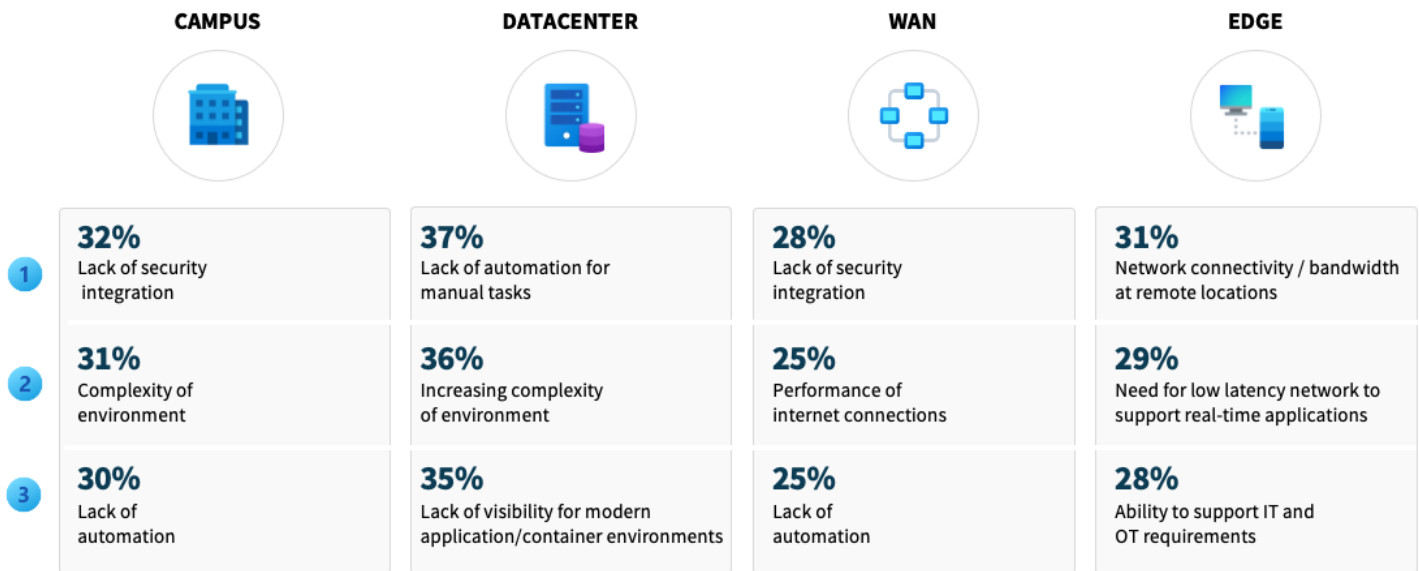 CAMPUS
DATACENTER
WAN
EDGE
1
32%
Lack of security
integration
37%
Lack of automation for
manual tasks
28%
Lack of security
integration
31%
Network connectivity / bandwidth
at remote locations
2
31%
Complexity of
environment
36%
Increasing complexity
of environment
25%
Performance of
internet connections
29%
Need for low latency network to
support real-time applications
3
30%
Lack of
automation
35%
Lack of visibility for modern
application/container environments
25%
Lack of
automation
28%
Ability to support IT and
OT requirements